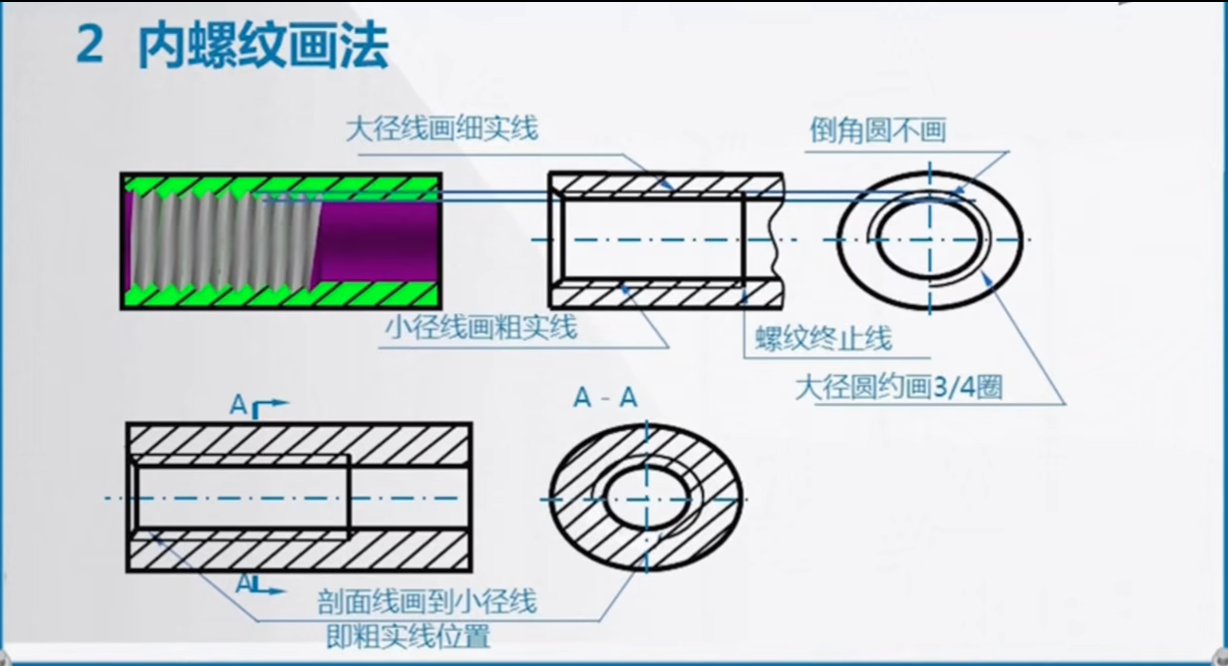 2 内螺纹画法
大径线画细实线
倒角圆不画
小径线画粗实线
螺纹终止线
大径圆约画3/4圈
A
A - A
A
剖面线画到小径线
即粗实线位置